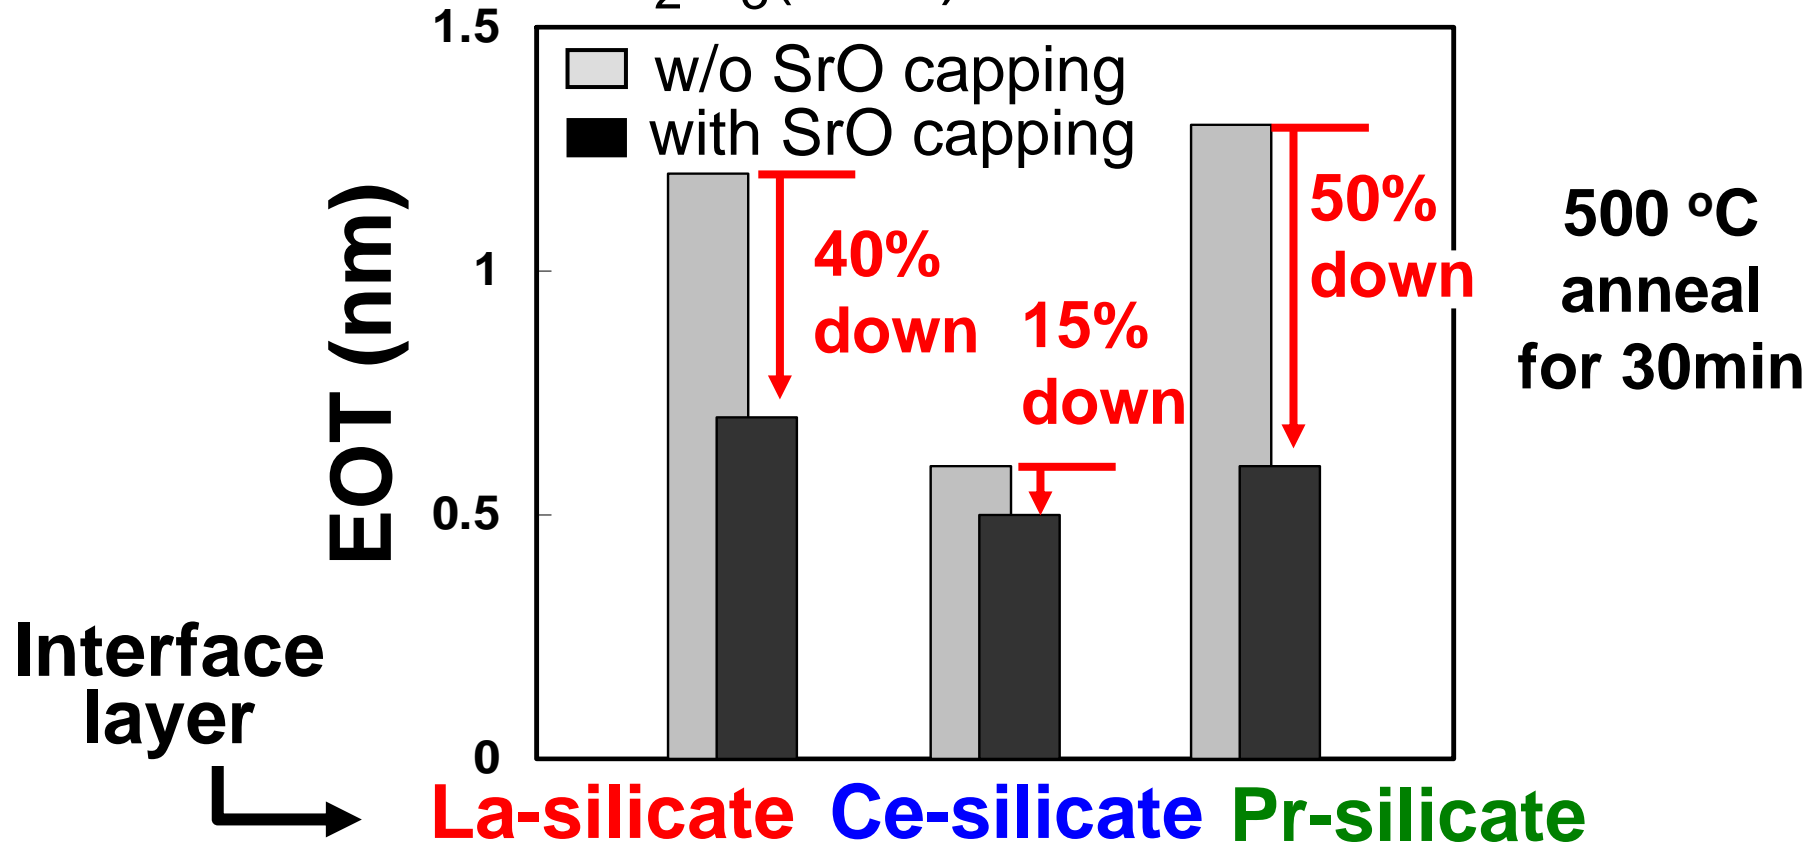 1.5
w/o SrO capping
with SrO capping
50%
down
500 ºC
anneal
for 30min
40%
down
1
15%
down
EOT (nm)
0.5
Interface
layer
0
La-silicate Ce-silicate Pr-silicate